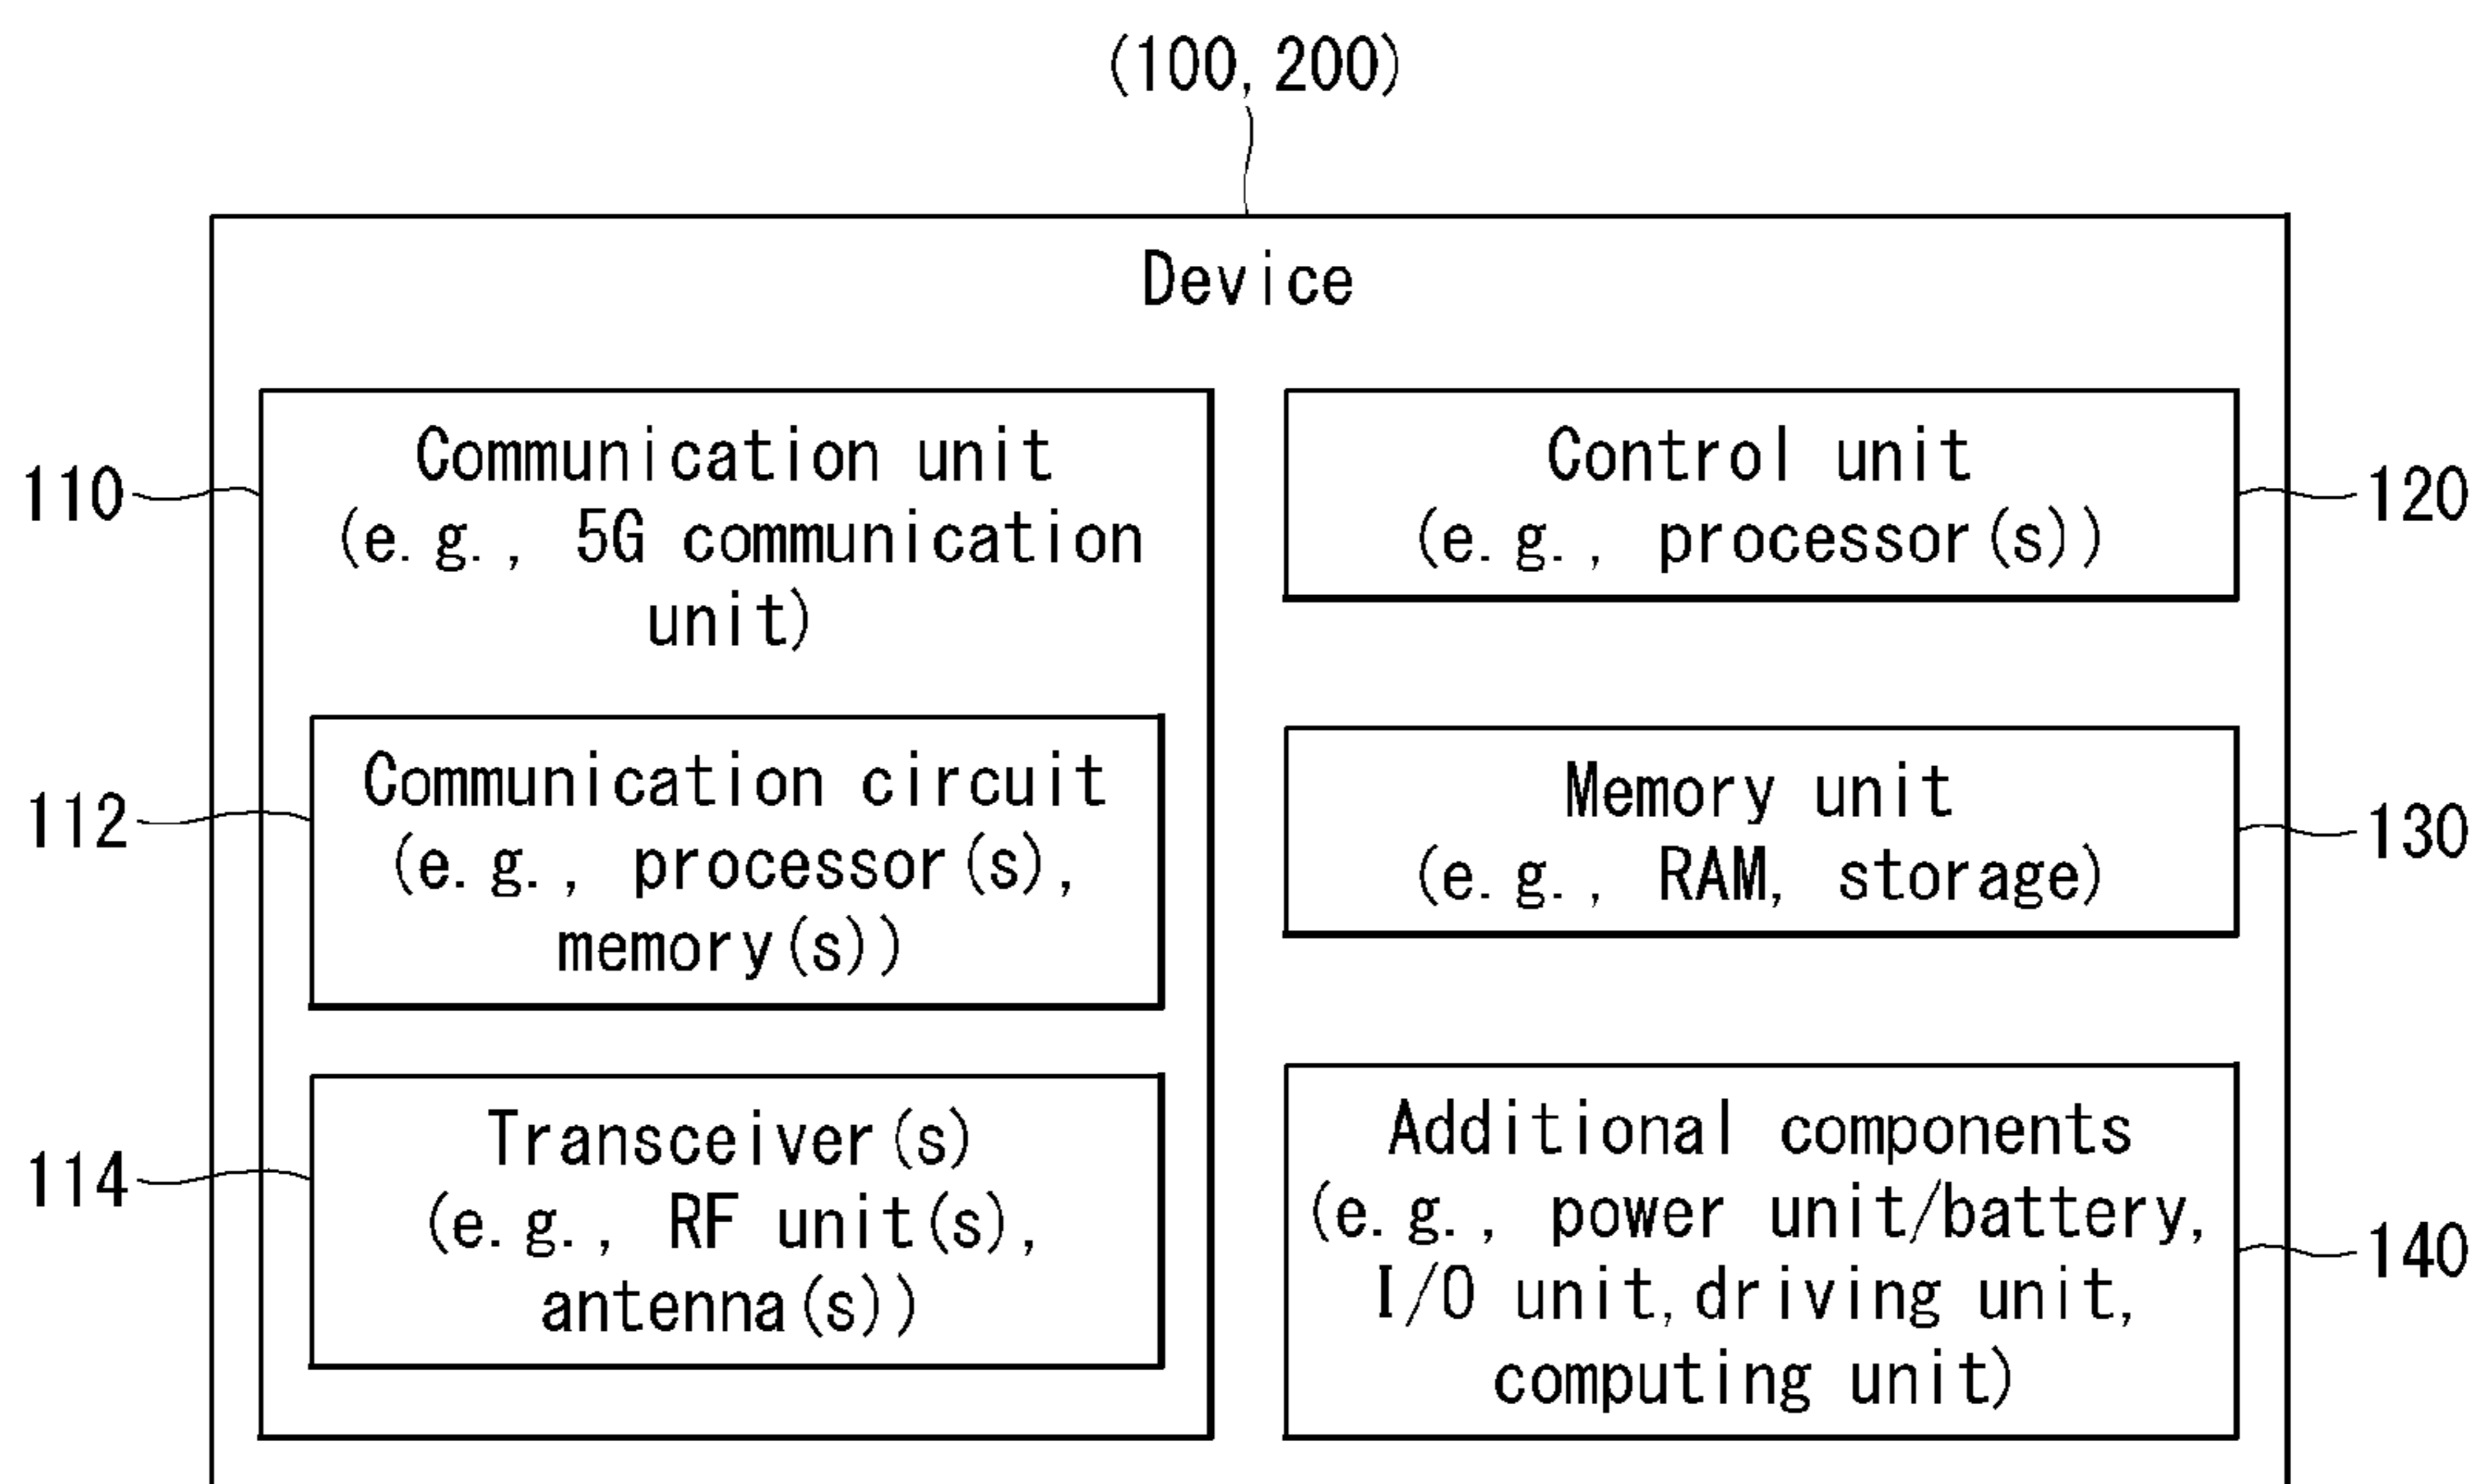 (100, 200)
Device
110
Communication unit
(e.g., 5G communication
unit)
112
Communication circuit
(e.g., processor(s),
memory(s))
114
Transceiver(s)
(e.g., RF unit(s),
antenna(s))
Control unit
(e.g., processor(s))
120
Memory unit
(e.g., RAM, storage)
130
Additional components
(e.g., power unit/battery,
I/O unit, driving unit,
computing unit)
140